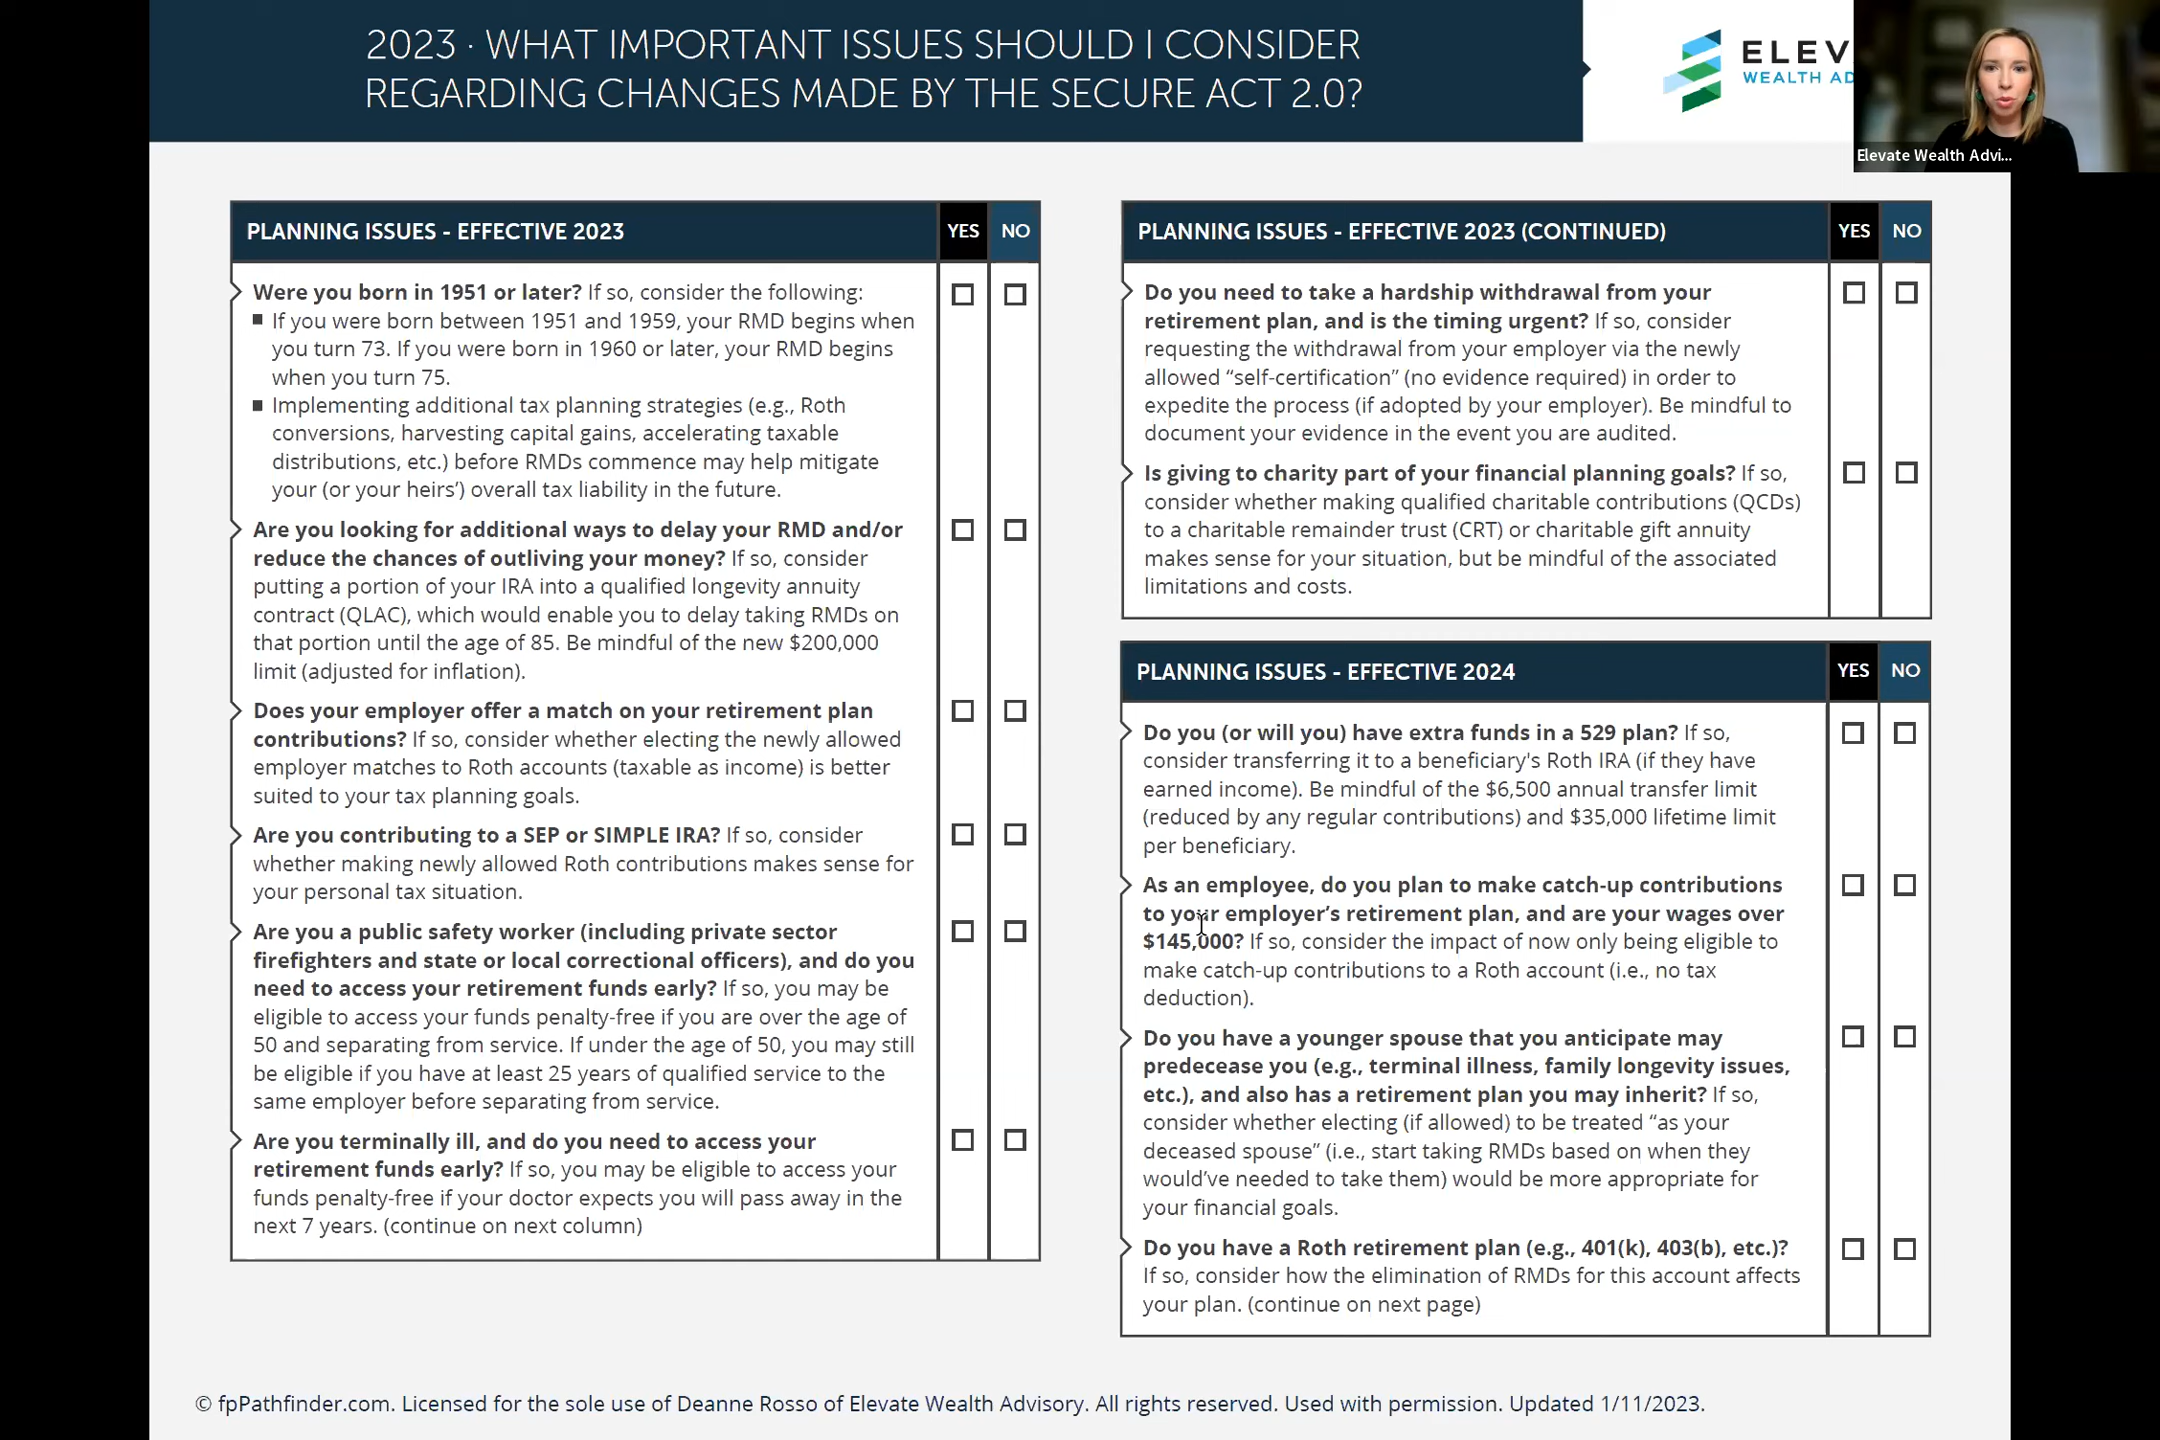 2023 · WHAT IMPORTANT ISSUES SHOULD I CONSIDER
REGARDING CHANGES MADE BY THE SECURE ACT 2.0?
ELEV
WEALTH AD
Elevate Wealth Advi...
PLANNING ISSUES - EFFECTIVE 2023 YES NO
Were you born in 1951 or later? If so, consider the following:
■ If you were born between 1951 and 1959, your RMD begins when
you turn 73. If you were born in 1960 or later, your RMD begins
when you turn 75.
■ Implementing additional tax planning strategies (e.g., Roth
conversions, harvesting capital gains, accelerating taxable
distributions, etc.) before RMDs commence may help mitigate
your (or your heirs’) overall tax liability in the future.
Are you looking for additional ways to delay your RMD and/or
reduce the chances of outliving your money? If so, consider
putting a portion of your IRA into a qualified longevity annuity
contract (QLAC), which would enable you to delay taking RMDs on
that portion until the age of 85. Be mindful of the new $200,000
limit (adjusted for inflation).
Does your employer offer a match on your retirement plan
contributions? If so, consider whether electing the newly allowed
employer matches to Roth accounts (taxable as income) is better
suited to your tax planning goals.
Are you contributing to a SEP or SIMPLE IRA? If so, consider
whether making newly allowed Roth contributions makes sense for
your personal tax situation.
Are you a public safety worker (including private sector
firefighters and state or local correctional officers), and do you
need to access your retirement funds early? If so, you may be
eligible to access your funds penalty-free if you are over the age of
50 and separating from service. If under the age of 50, you may still
be eligible if you have at least 25 years of qualified service to the
same employer before separating from service.
Are you terminally ill, and do you need to access your
retirement funds early? If so, you may be eligible to access your
funds penalty-free if your doctor expects you will pass away in the
next 7 years. (continue on next column)
PLANNING ISSUES - EFFECTIVE 2023 (CONTINUED) YES NO
Do you need to take a hardship withdrawal from your
retirement plan, and is the timing urgent? If so, consider
requesting the withdrawal from your employer via the newly
allowed “self-certification” (no evidence required) in order to
expedite the process (if adopted by your employer). Be mindful to
document your evidence in the event you are audited.
Is giving to charity part of your financial planning goals? If so,
consider whether making qualified charitable contributions (QCDs)
to a charitable remainder trust (CRT) or charitable gift annuity
makes sense for your situation, but be mindful of the associated
limitations and costs.
PLANNING ISSUES - EFFECTIVE 2024 YES NO
Do you (or will you) have extra funds in a 529 plan? If so,
consider transferring it to a beneficiary's Roth IRA (if they have
earned income). Be mindful of the $6,500 annual transfer limit
(reduced by any regular contributions) and $35,000 lifetime limit
per beneficiary.
As an employee, do you plan to make catch-up contributions
to your employer’s retirement plan, and are your wages over
$145,000? If so, consider the impact of now only being eligible to
make catch-up contributions to a Roth account (i.e., no tax
deduction).
Do you have a younger spouse that you anticipate may
predecease you (e.g., terminal illness, family longevity issues,
etc.), and also has a retirement plan you may inherit? If so,
consider whether electing (if allowed) to be treated “as your
deceased spouse” (i.e., start taking RMDs based on when they
would’ve needed to take them) would be more appropriate for
your financial goals.
Do you have a Roth retirement plan (e.g., 401(k), 403(b), etc.)?
If so, consider how the elimination of RMDs for this account affects
your plan. (continue on next page)
© fpPathfinder.com. Licensed for the sole use of Deanne Rosso of Elevate Wealth Advisory. All rights reserved. Used with permission. Updated 1/11/2023.